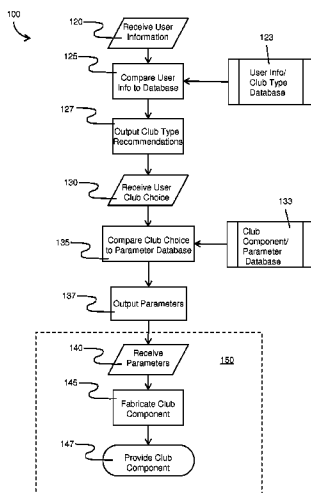 100
120
Receive User
Information
123
125
Compare User
Info to Database
User Info/
Club Type
Database
127
Output Club Type
Recommendations
130
Receive User
Club Choice
133
135
Compare Club Choice
to Parameter Database
Club
Component/
Parameter
Database
137
Output Parameters
140
Receive
Parameters
150
145
Fabricate Club
Component
147
Provide Club
Component